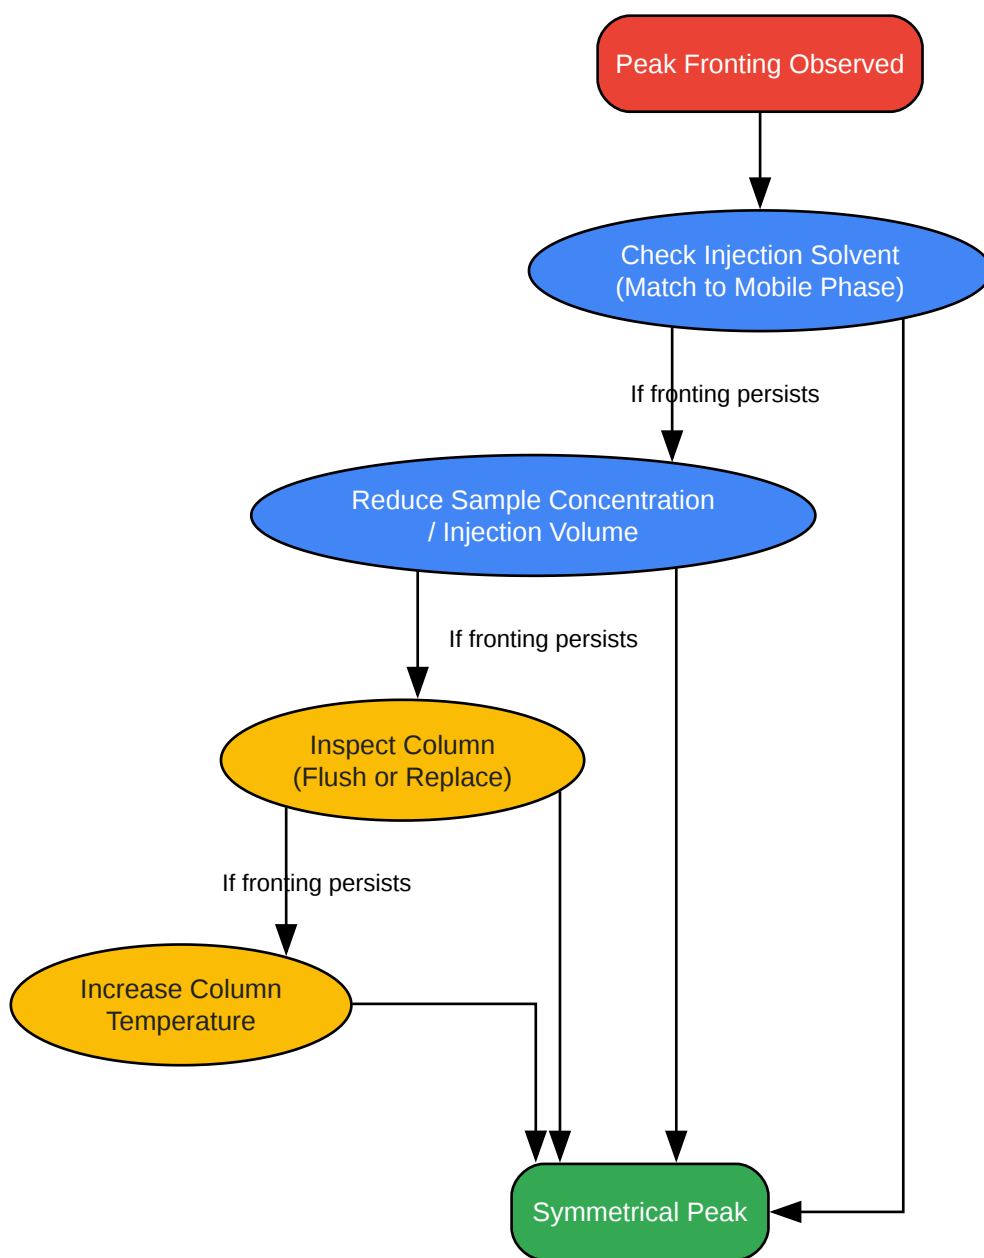 Peak Fronting Observed
Check Injection Solvent
(Match to Mobile Phase)
If fronting persists
Reduce Sample Concentration
/ Injection Volume
If fronting persists
Inspect Column
(Flush or Replace)
If fronting persists
Increase Column
Temperature
Symmetrical Peak